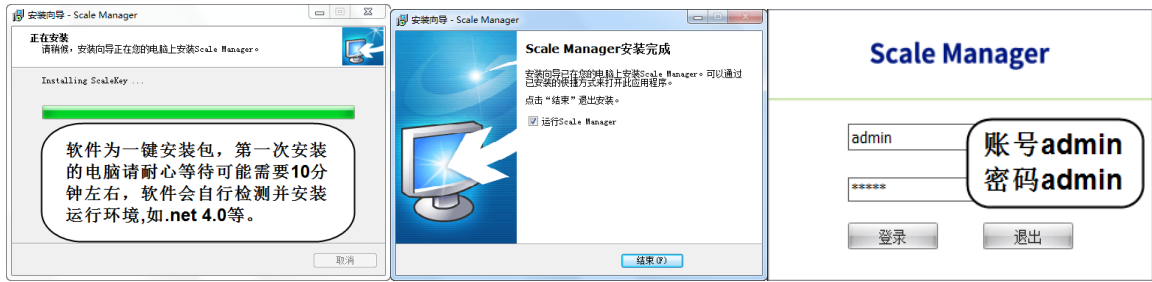 安装向导 - Scale Manager
正在安装
请稍候，安装向导正在您的电脑上安装Scale Manager。
Installing ScaleKey ...
软件为一键安装包，第一次安装
的电脑请耐心等待可能需要10分
钟左右，软件会自行检测并安装
运行环境,如.net 4.0等。
取消
安装向导 - Scale Manager
Scale Manager安装完成
安装向导已在您的电脑上安装Scale Manager。可以通过
已安装的快捷方式来打开此应用程序。
点击“结束”退出安装。
运行Scale Manager
结束(F)
Scale Manager
admin
*****
账号admin
密码admin
登录
退出